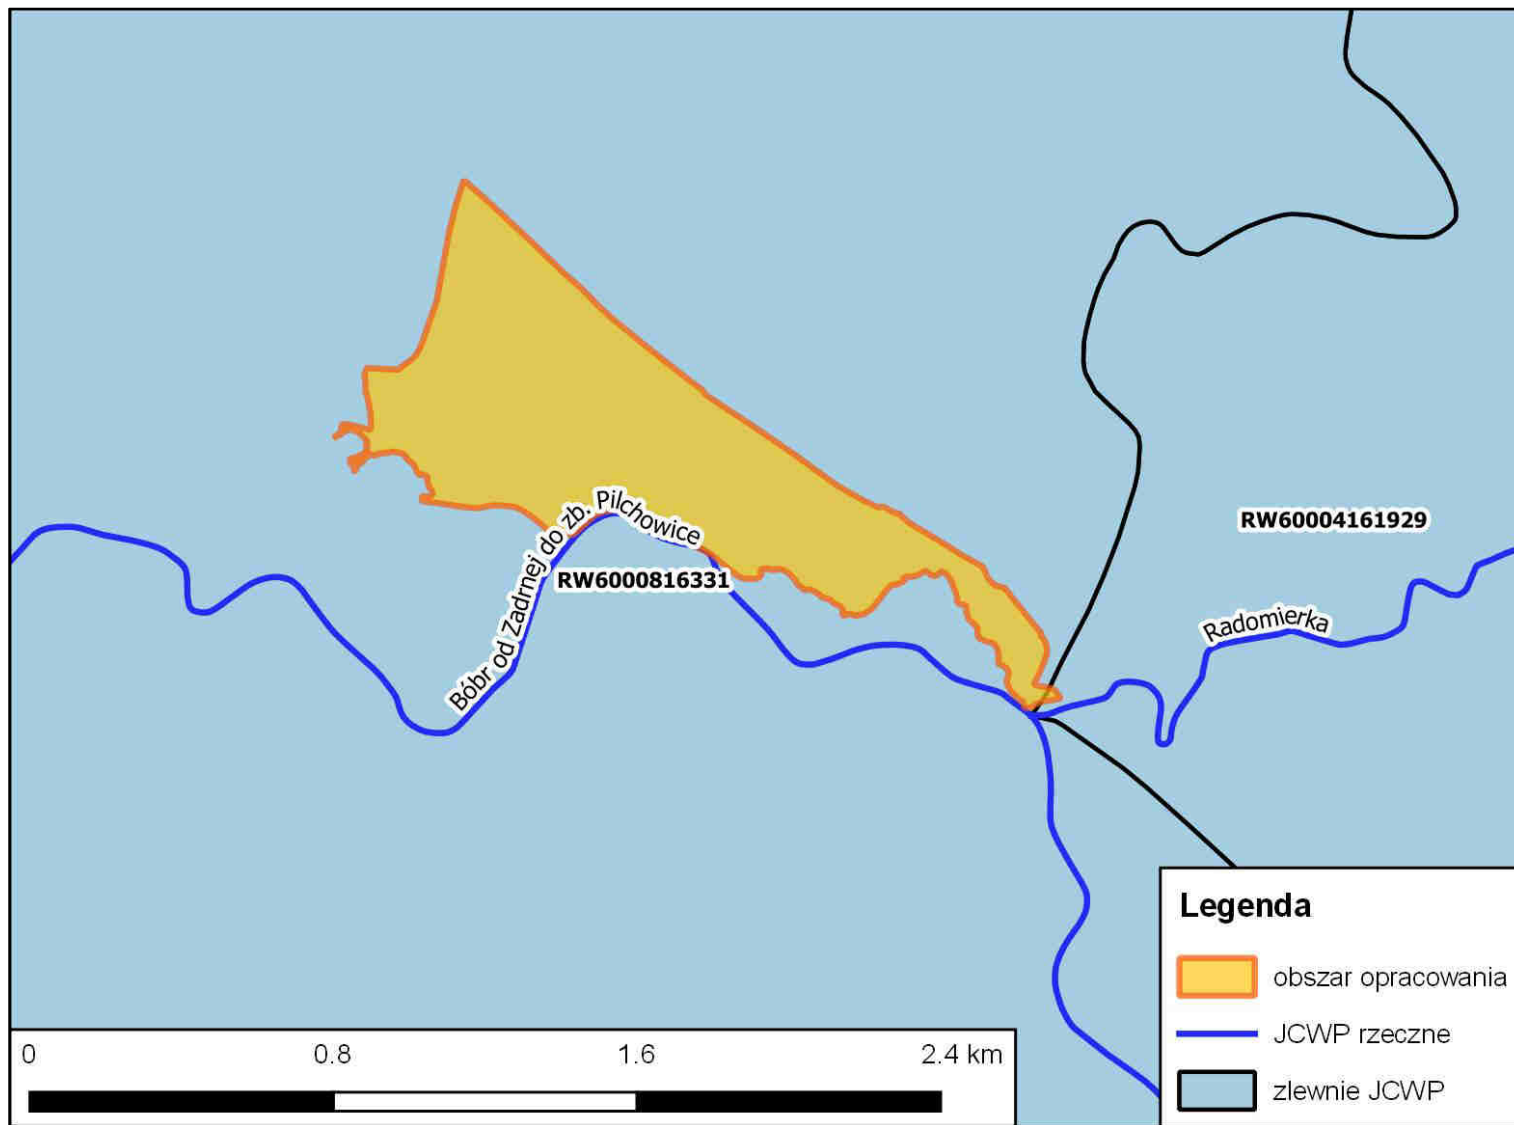 Bóbr od Zadrnej do zb. Pilchowice
RW6000816331
RW60004161929
Radomierka
Legenda
obszar opracowania
JCWP rzeczne
zlewnie JCWP
0 0.8 1.6 2.4 km